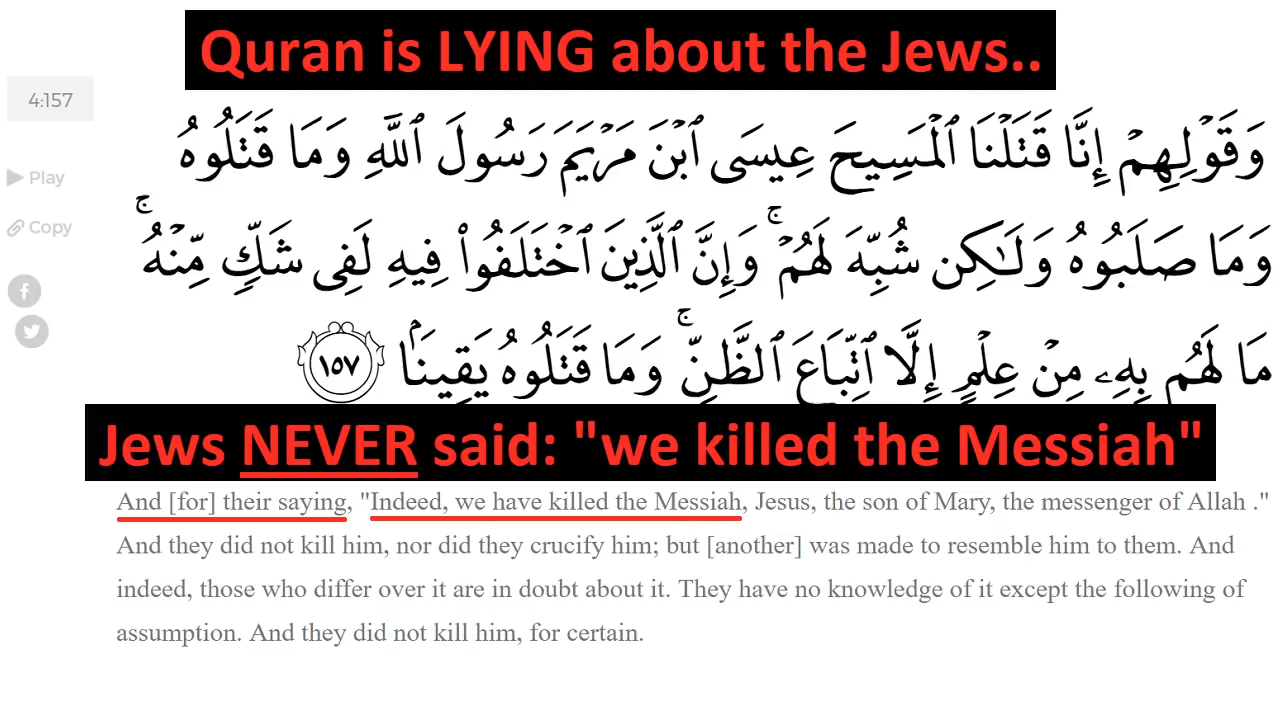 Quran is LYING about the Jews..
4:157
وَقَوْلِهِمْ إِنَّا قَتَلْنَا ٱلْمَسِيحَ عِيسَى ٱبْنَ مَرْيَمَ رَسُولَ ٱللَّهِ وَمَا قَتَلُوهُ
Play
وَمَا صَلَبُوهُ وَلَـٰكِن شُبِّهَ لَهُمْ ۚ وَإِنَّ ٱلَّذِينَ ٱخْتَلَفُوا۟ فِيهِ لَفِى شَكٍّ مِّنْهُ ۚ
Copy
مَا لَهُم بِهِۦ مِنْ عِلْمٍ إِلَّا ٱتِّبَاعَ ٱلظَّنِّ ۚ وَمَا قَتَلُوهُ يَقِينًۢا ١٥٧
Jews NEVER said: "we killed the Messiah"
And [for] their saying, "Indeed, we have killed the Messiah, Jesus, the son of Mary, the messenger of Allah ."
And they did not kill him, nor did they crucify him; but [another] was made to resemble him to them. And
indeed, those who differ over it are in doubt about it. They have no knowledge of it except the following of
assumption. And they did not kill him, for certain.